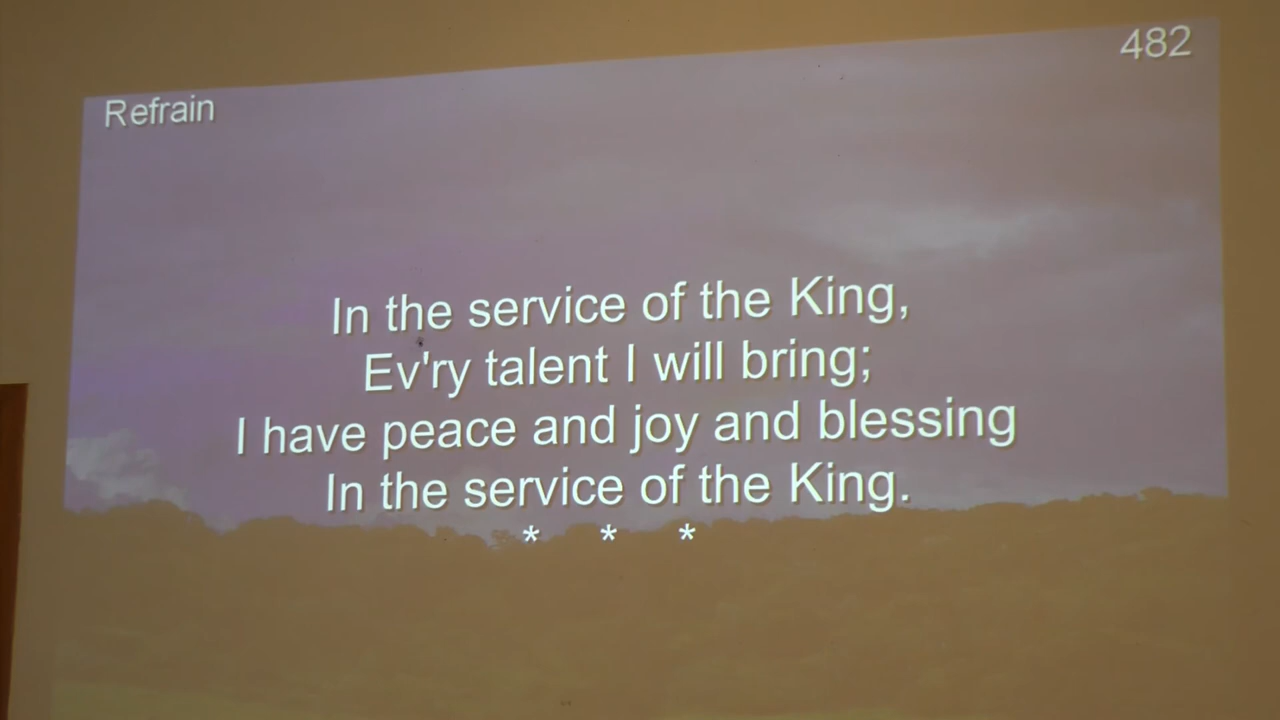 482
Refrain
In the service of the King,
Ev'ry talent I will bring;
I have peace and joy and blessing
In the service of the King.
* * *